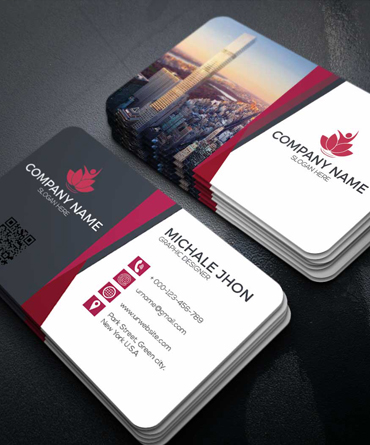 COMPANY NAME
SLOGAN HERE
COMPANY NAME
SLOGAN HERE
MICHALE JHON
GRAPHIC DESIGNER
+ 000-123-456-789
urname@gmail.com
www.urwebsite.com
Park Street, Green city,
New York U.S.A